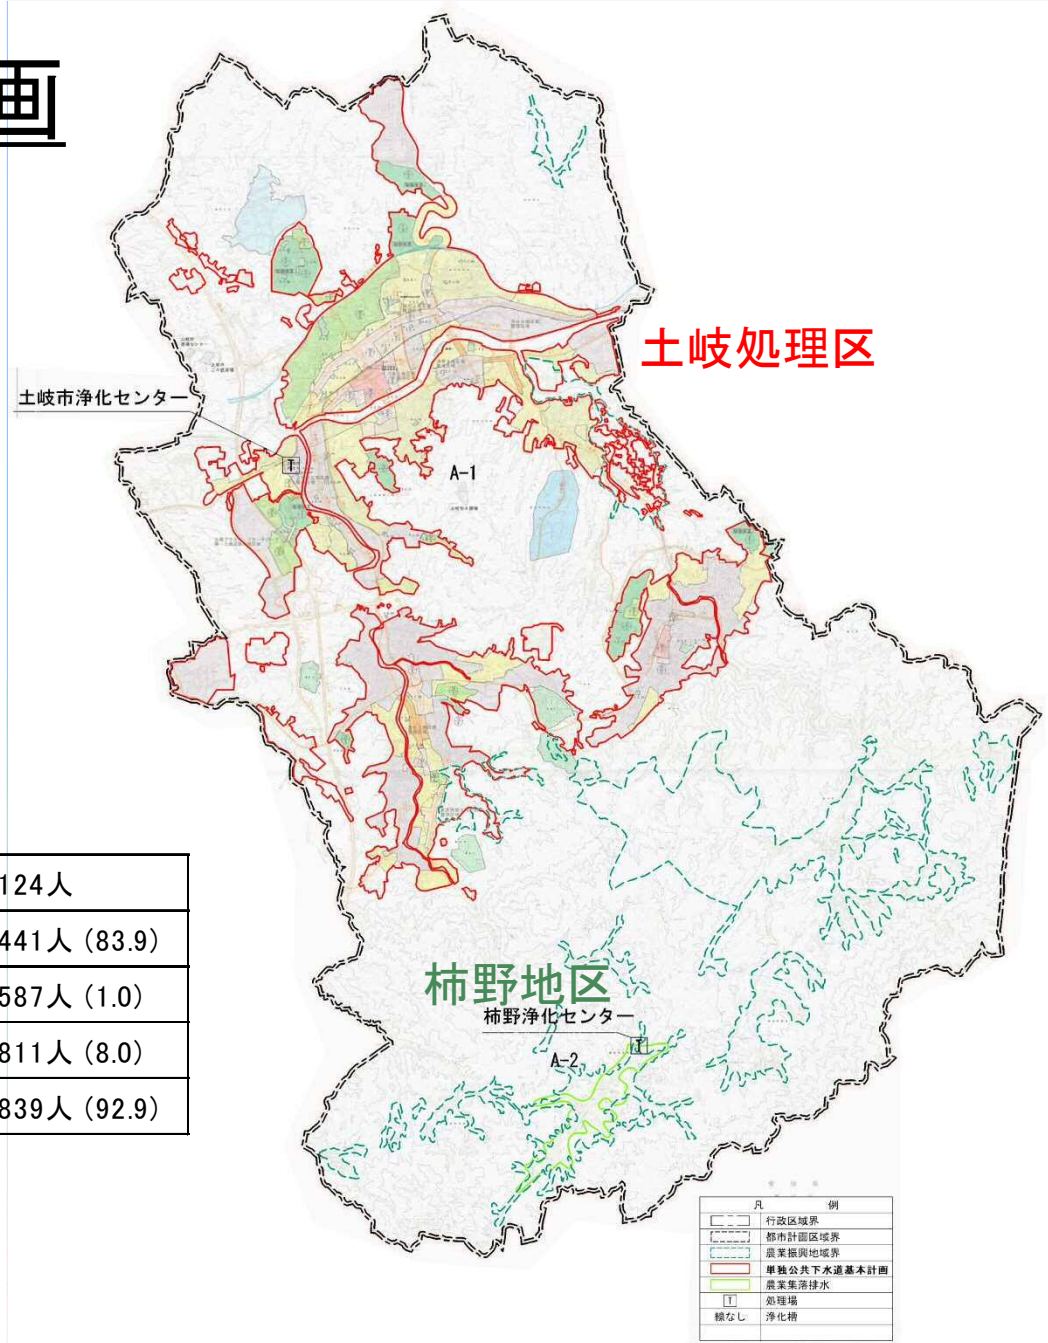 画
土岐処理区
土岐市浄化センター
A-1
124人
441人 (83.9)
587人 (1.0)
811人 (8.0)
839人 (92.9)
柿野地区
柿野浄化センター
T
T
A-2
凡 例
行政区域界
都市計画区域界
農業振興地域界
単独公共下水道基本計画
農業集落排水
T 処理場
線なし 浄化槽